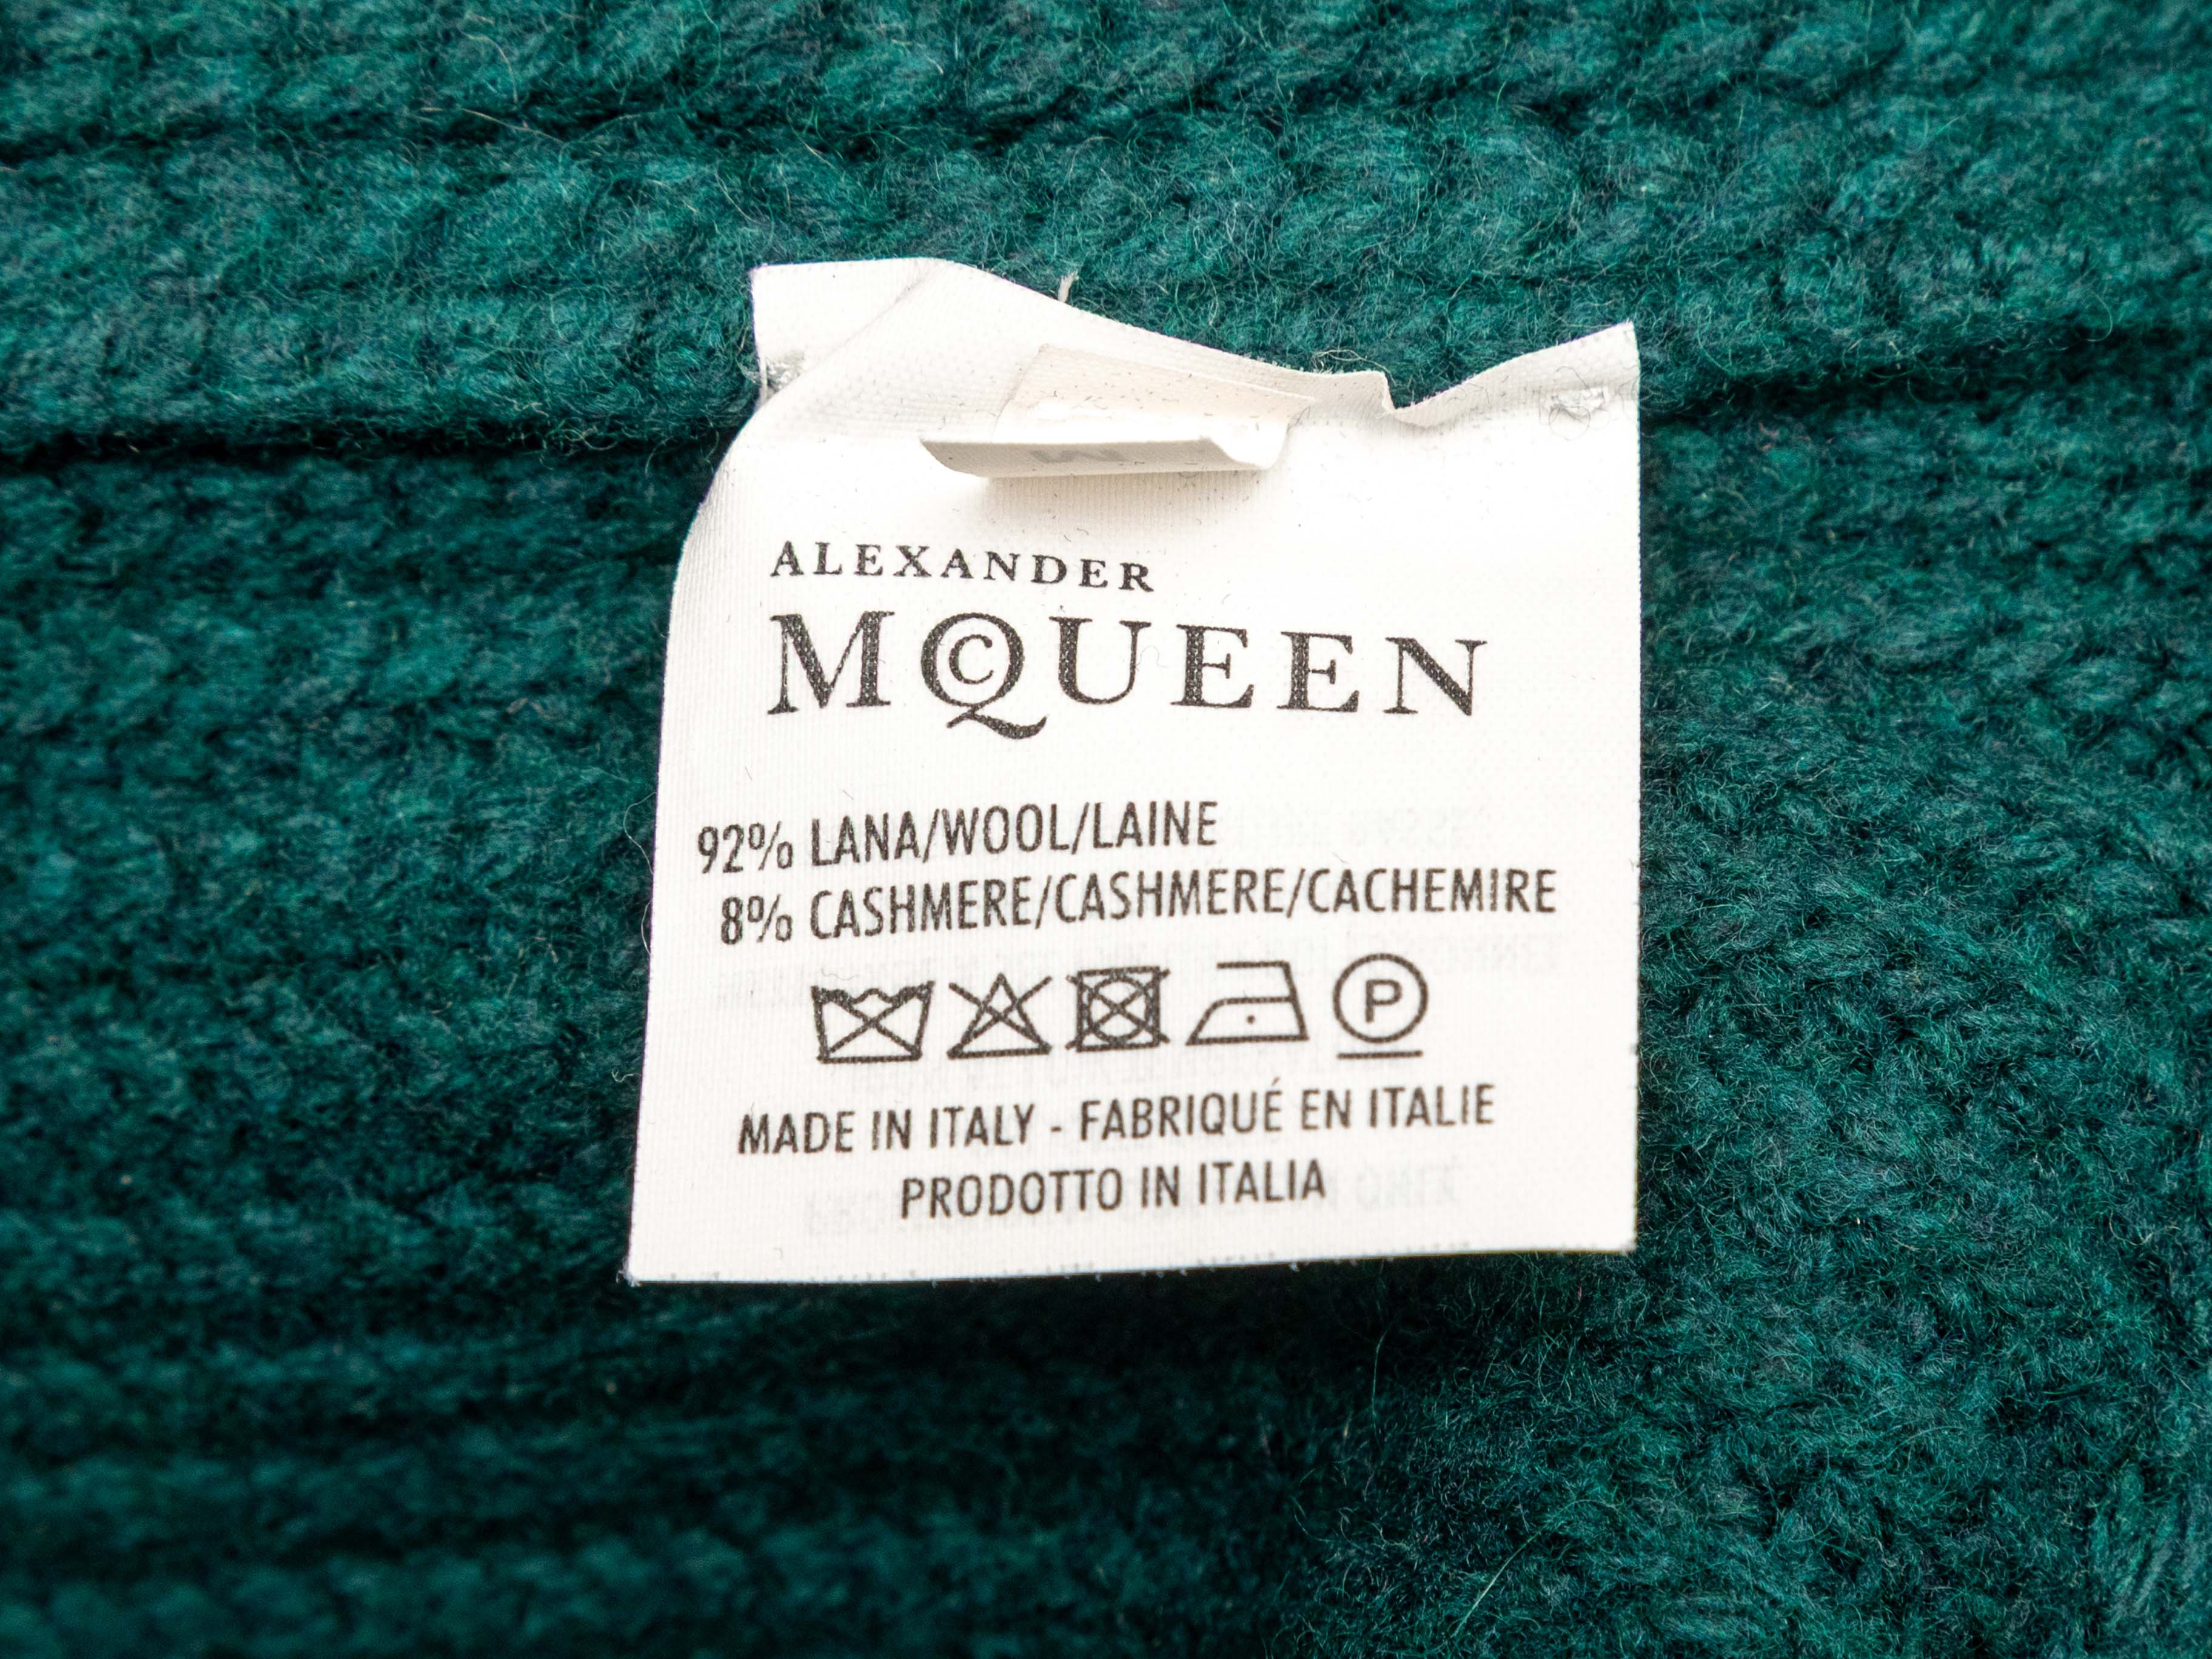 M
ALEXANDER
MCQUEEN
92% LANA/WOOL/LAINE
8% CASHMERE/CASHMERE/CACHEMIRE
P
MADE IN ITALY - FABRIQUÉ EN ITALIE
PRODOTTO IN ITALIA